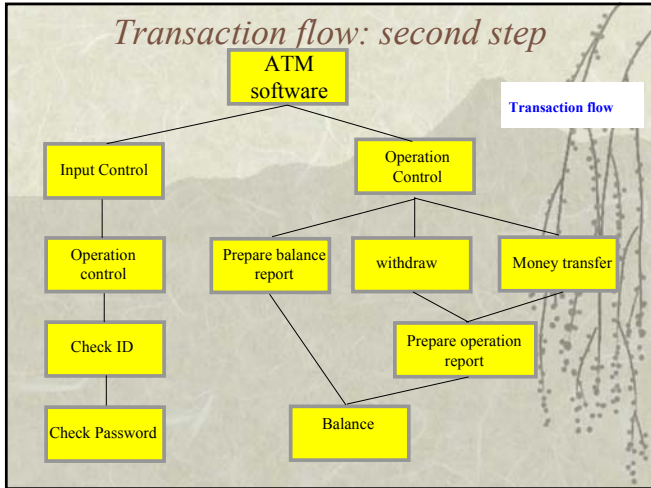 Transaction flow: second step
ATM
software
Transaction flow
Input Control
Operation
Control
Operation
control
Prepare balance
report
withdraw
Money transfer
Check ID
Prepare operation
report
Check Password
Balance